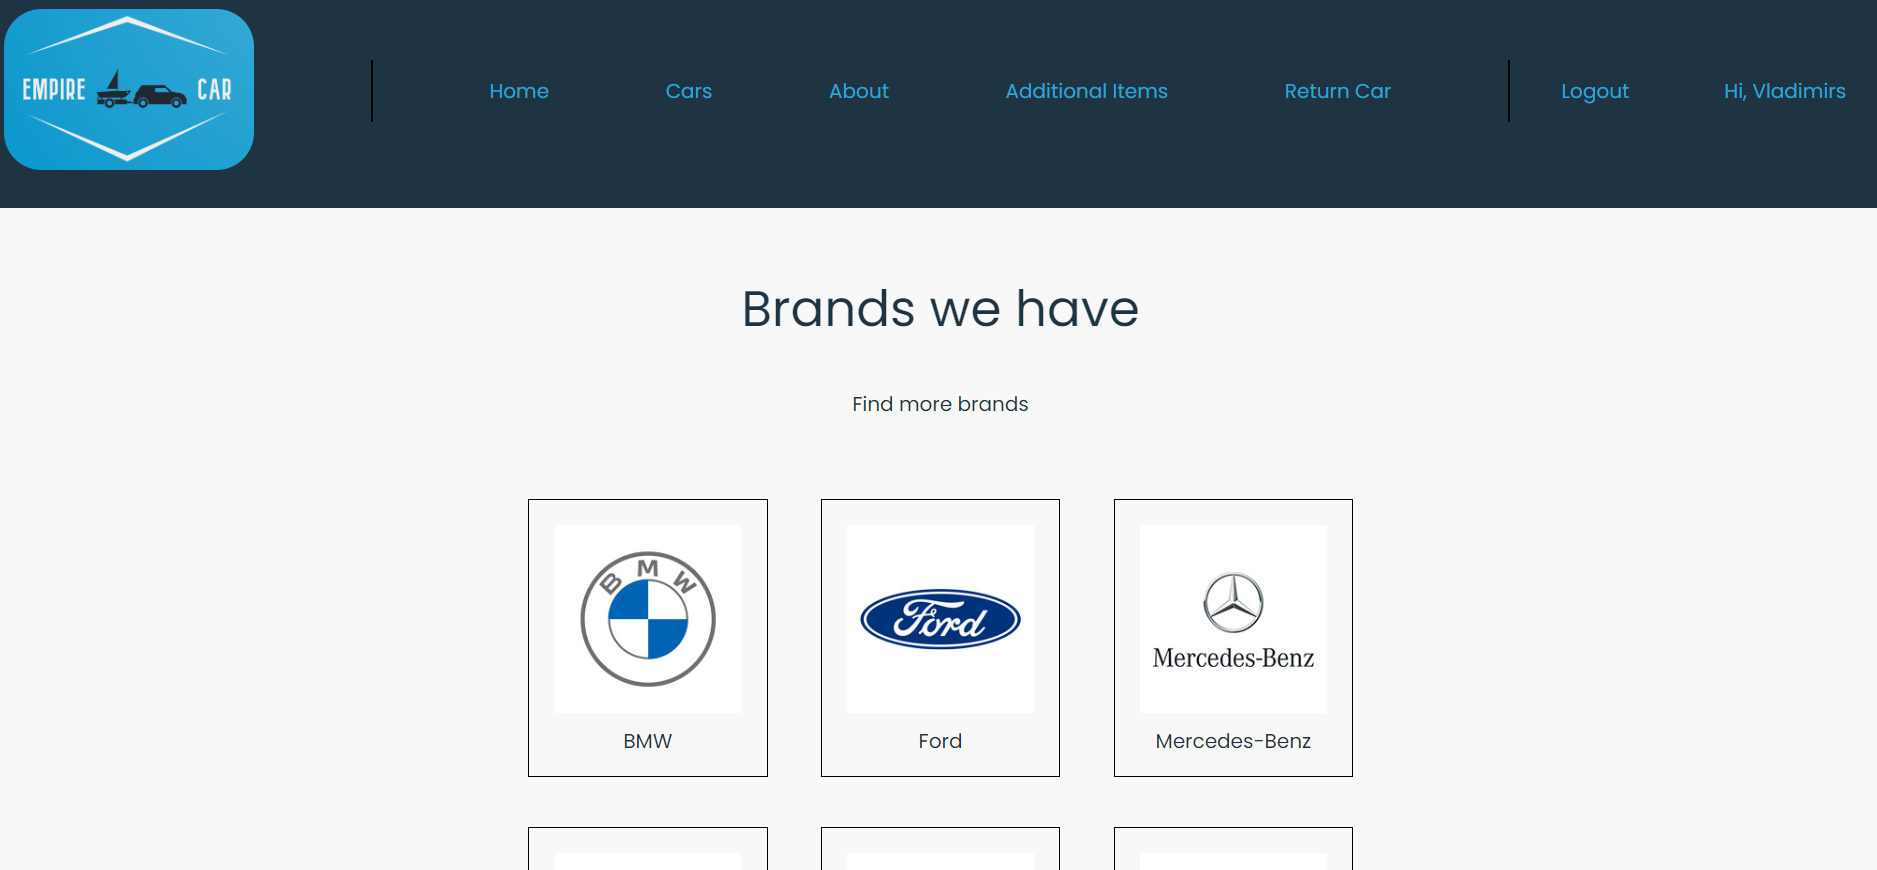 EMPIRE CAR
Home Cars About Additional Items Return Car Logout Hi, Vladimirs
Brands we have
Find more brands
BMW
Ford
Mercedes-Benz
BMW Ford Mercedes-Benz